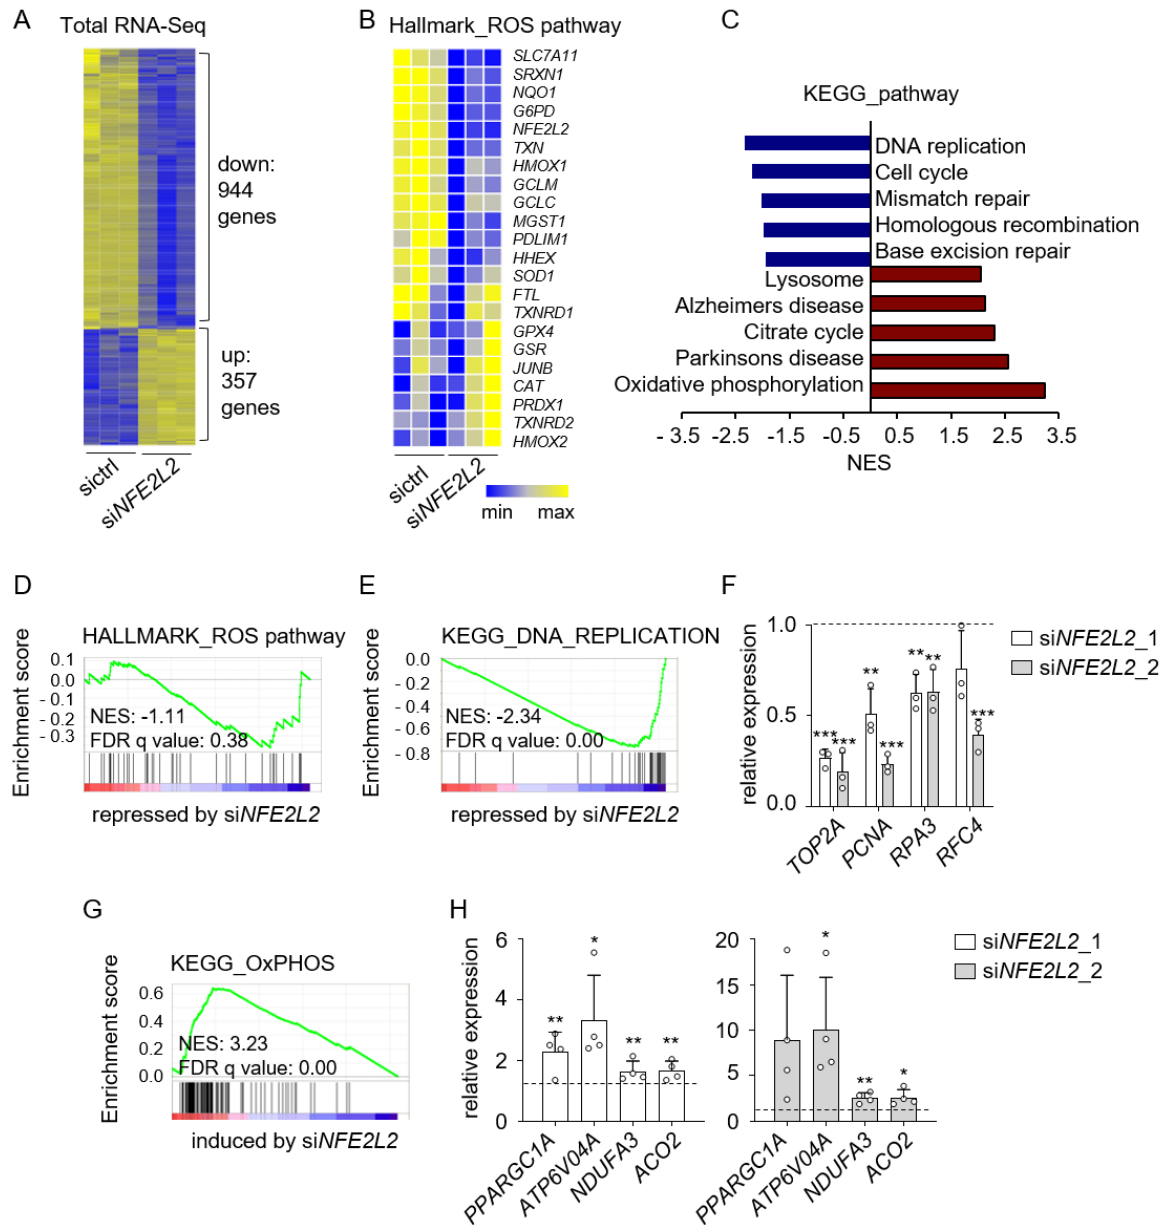 A
Total RNA-Seq
down:
944
genes
up:
357
genes
sictrl
siNFE2L2
B
Hallmark_ROS pathway
SLC7A11
SRXN1
NQO1
G6PD
NFE2L2
TXN
HMOX1
GCLM
GCLC
MGST1
PDLIM1
HHEX
SOD1
FTL
TXNRD1
GPX4
GSR
JUNB
CAT
PRDX1
TXNRD2
HMOX2
sictrl
siNFE2L2
min max
C
KEGG_pathway
DNA replication
Cell cycle
Mismatch repair
Homologous recombination
Base excision repair
Lysosome
Alzheimers disease
Citrate cycle
Parkinsons disease
Oxidative phosphorylation
- 3.5 -2.5 -1.5 -0.5 0.5 1.5 2.5 3.5
NES
D
HALLMARK_ROS pathway
Enrichment score
0.1
0.0
- 0.1
- 0.2
- 0.3
NES: -1.11
FDR q value: 0.38
repressed by siNFE2L2
E
KEGG_DNA_REPLICATION
Enrichment score
0.0
- 0.2
- 0.4
- 0.6
- 0.8
NES: -2.34
FDR q value: 0.00
repressed by siNFE2L2
F
relative expression
1.0
0.5
0.0
*** *** ** *** ** ** ***
TOP2A
PCNA
RPA3
RFC4
siNFE2L2_1
siNFE2L2_2
G
KEGG_OxPHOS
Enrichment score
0.6
0.4
0.2
0.0
NES: 3.23
FDR q value: 0.00
induced by siNFE2L2
H
relative expression
6
4
2
0
** * ** **
PPARGC1A
ATP6V04A
NDUFA3
ACO2
20
15
10
5
0
* ** *
PPARGC1A
ATP6V04A
NDUFA3
ACO2
siNFE2L2_1
siNFE2L2_2